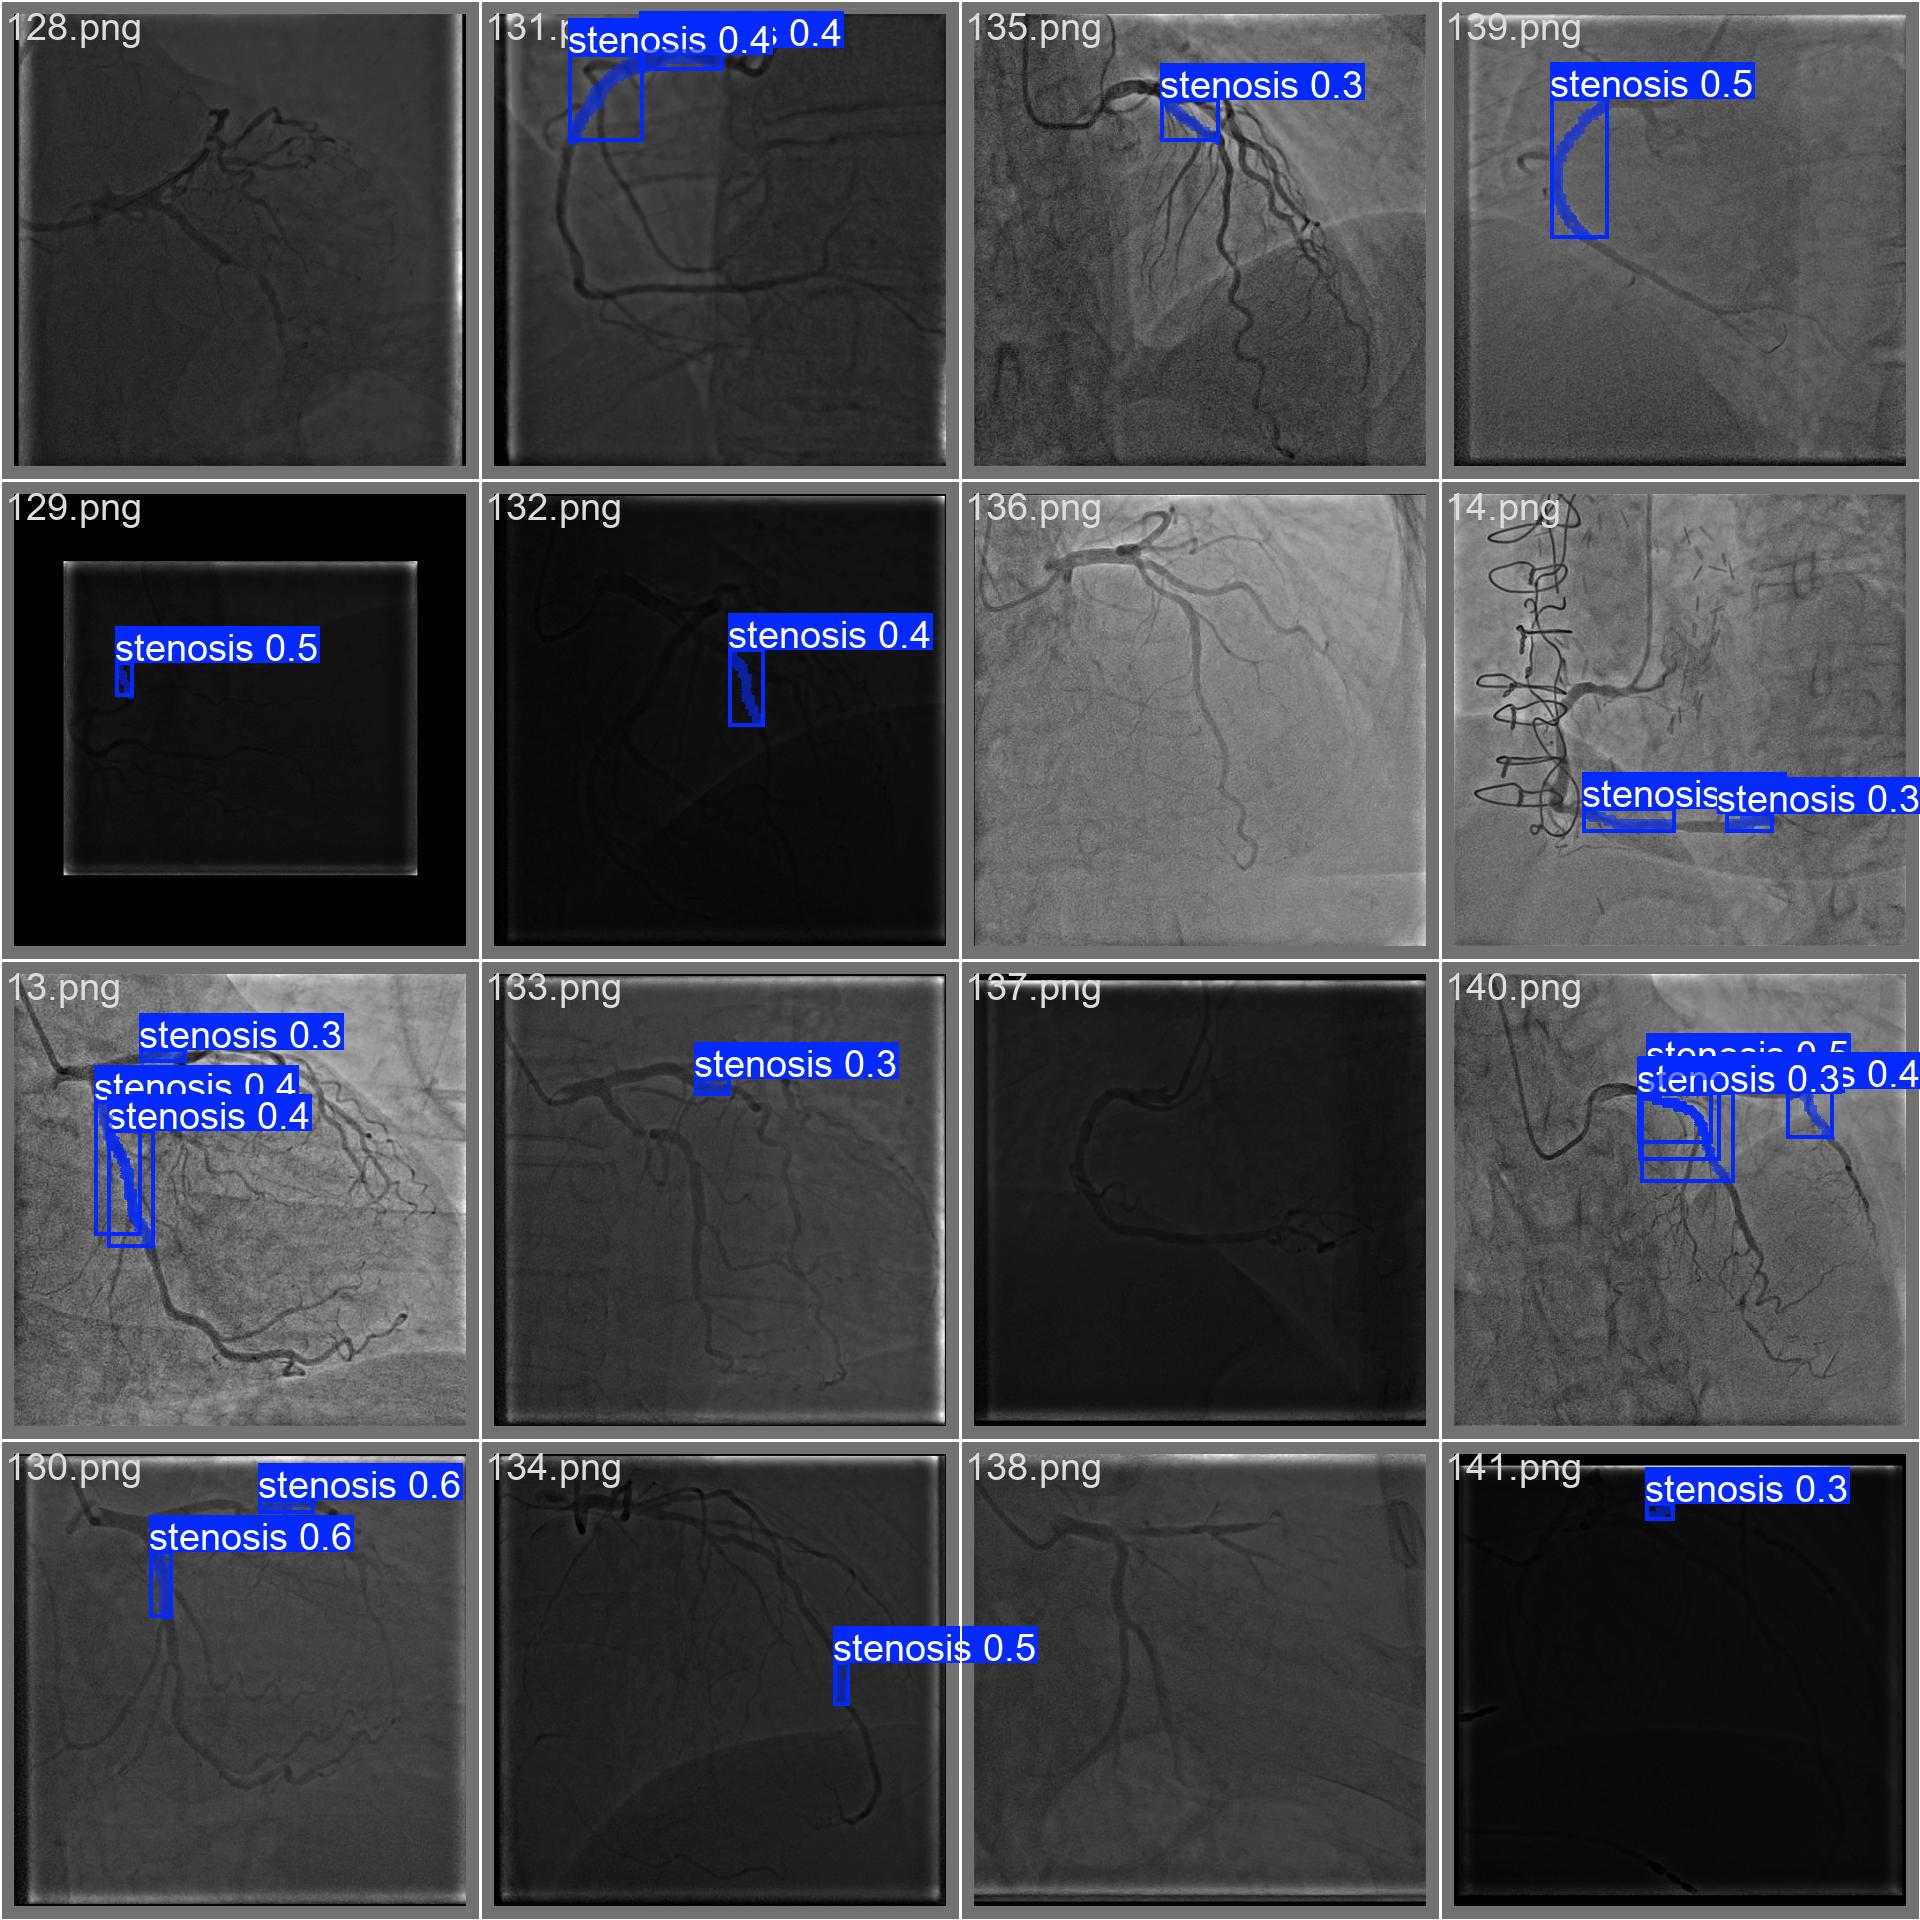 128.png
131.p
stenosis 0.4
0.4
135.png
stenosis 0.3
139.png
stenosis 0.5
129.png
stenosis 0.5
132.png
stenosis 0.4
136.png
14.png
stenosis
stenosis 0.3
13.png
stenosis 0.3
stenosis 0.4
stenosis 0.4
133.png
stenosis 0.3
137.png
140.png
stenosis 0.5
stenosis 0.3
s 0.4
130.png
stenosis 0.6
stenosis 0.6
134.png
stenosis 0.5
138.png
141.png
stenosis 0.3